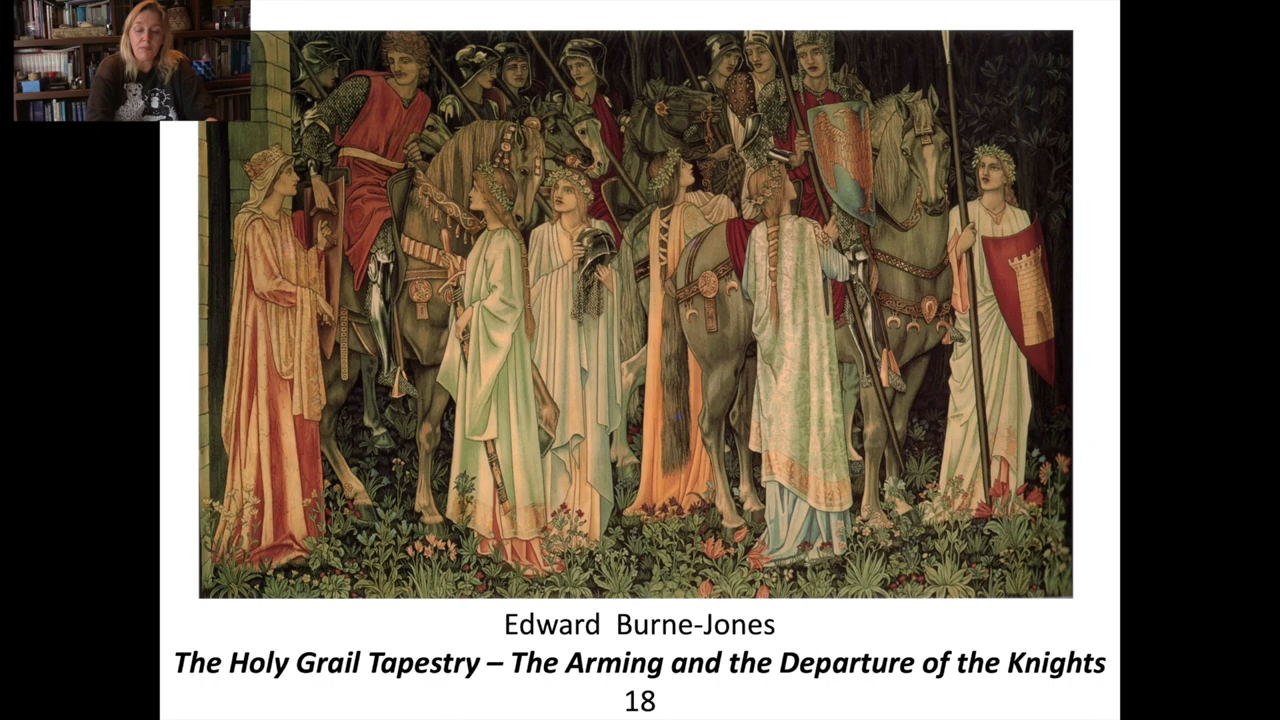 Edward Burne-Jones
The Holy Grail Tapestry – The Arming and the Departure of the Knights
18